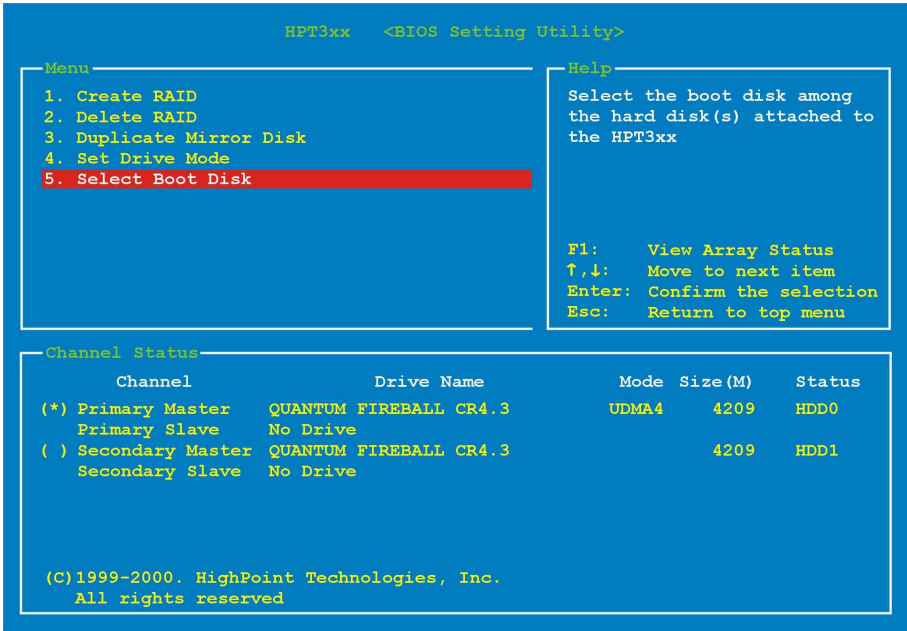 HPT3xx <BIOS Setting Utility>
Menu
1. Create RAID
2. Delete RAID
3. Duplicate Mirror Disk
4. Set Drive Mode
5. Select Boot Disk
Help
Select the boot disk among
the hard disk(s) attached to
the HPT3xx
F1: View Array Status
↑,↓: Move to next item
Enter: Confirm the selection
Esc: Return to top menu
Channel Status
Channel Drive Name Mode Size(M) Status
(*) Primary Master QUANTUM FIREBALL CR4.3 UDMA4 4209 HDD0
Primary Slave No Drive
( ) Secondary Master QUANTUM FIREBALL CR4.3 4209 HDD1
Secondary Slave No Drive
(C)1999-2000. HighPoint Technologies, Inc.
All rights reserved